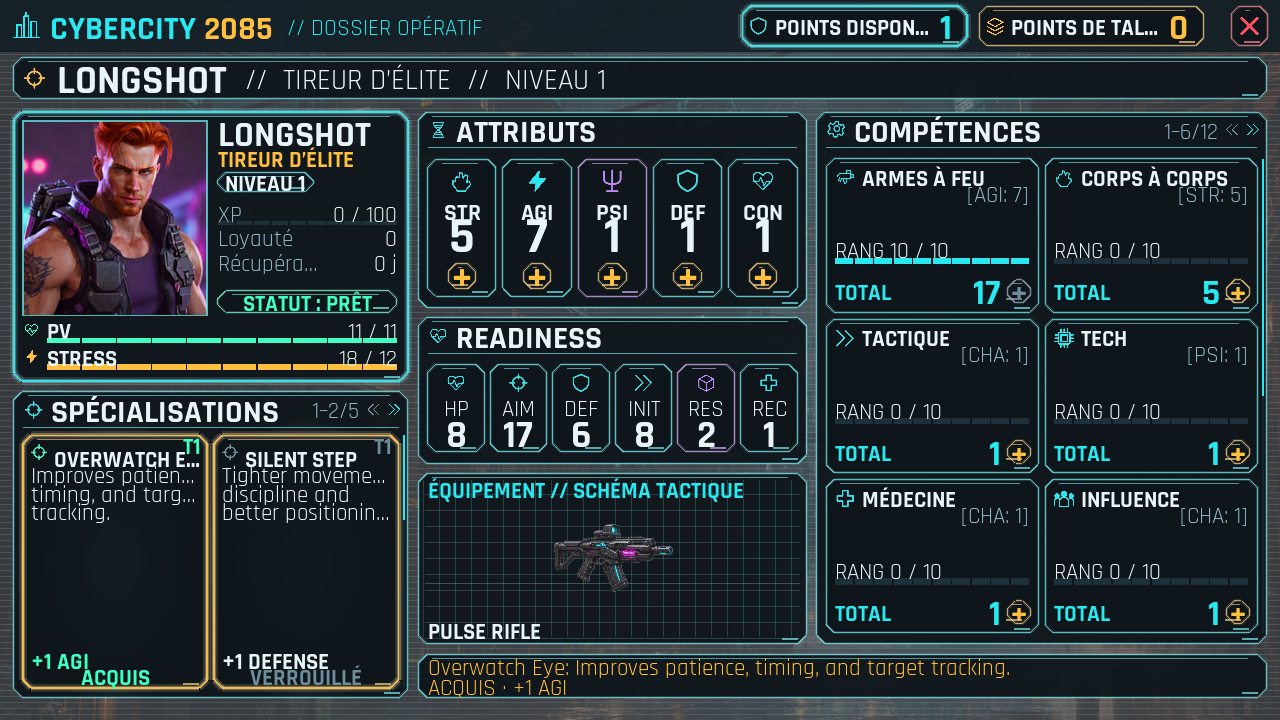 CYBERCITY 2085 // DOSSIER OPÉRATIF
POINTS DISPON... 1
POINTS DE TAL... 0
LONGSHOT // TIREUR D'ÉLITE // NIVEAU 1
LONGSHOT
TIREUR D'ÉLITE
NIVEAU 1
XP 0 / 100
Loyauté 0
Récupéra... 0 j
STATUT : PRÊT
PV 11 / 11
STRESS 18 / 12
SPÉCIALISATIONS 1-2/5
T1
OVERWATCH E...
Improves patien...
timing, and targ...
tracking.
+1 AGI
ACQUIS
T1
SILENT STEP
Tighter moveme...
discipline and
better positionin...
+1 DEFENSE
VERROUILLÉ
ATTRIBUTS
STR AGI PSI DEF CON
5 7 1 1 1
READINESS
HP AIM DEF INIT RES REC
8 17 6 8 2 1
ÉQUIPEMENT // SCHÉMA TACTIQUE
PULSE RIFLE
COMPÉTENCES 1-6/12
ARMES À FEU
[AGI: 7]
RANG 10 / 10
TOTAL 17
CORPS À CORPS
[STR: 5]
RANG 0 / 10
TOTAL 5
TACTIQUE
[CHA: 1]
RANG 0 / 10
TOTAL 1
TECH
[PSI: 1]
RANG 0 / 10
TOTAL 1
MÉDECINE
[CHA: 1]
RANG 0 / 10
TOTAL 1
INFLUENCE
[CHA: 1]
RANG 0 / 10
TOTAL 1
Overwatch Eye: Improves patience, timing, and target tracking.
ACQUIS · +1 AGI